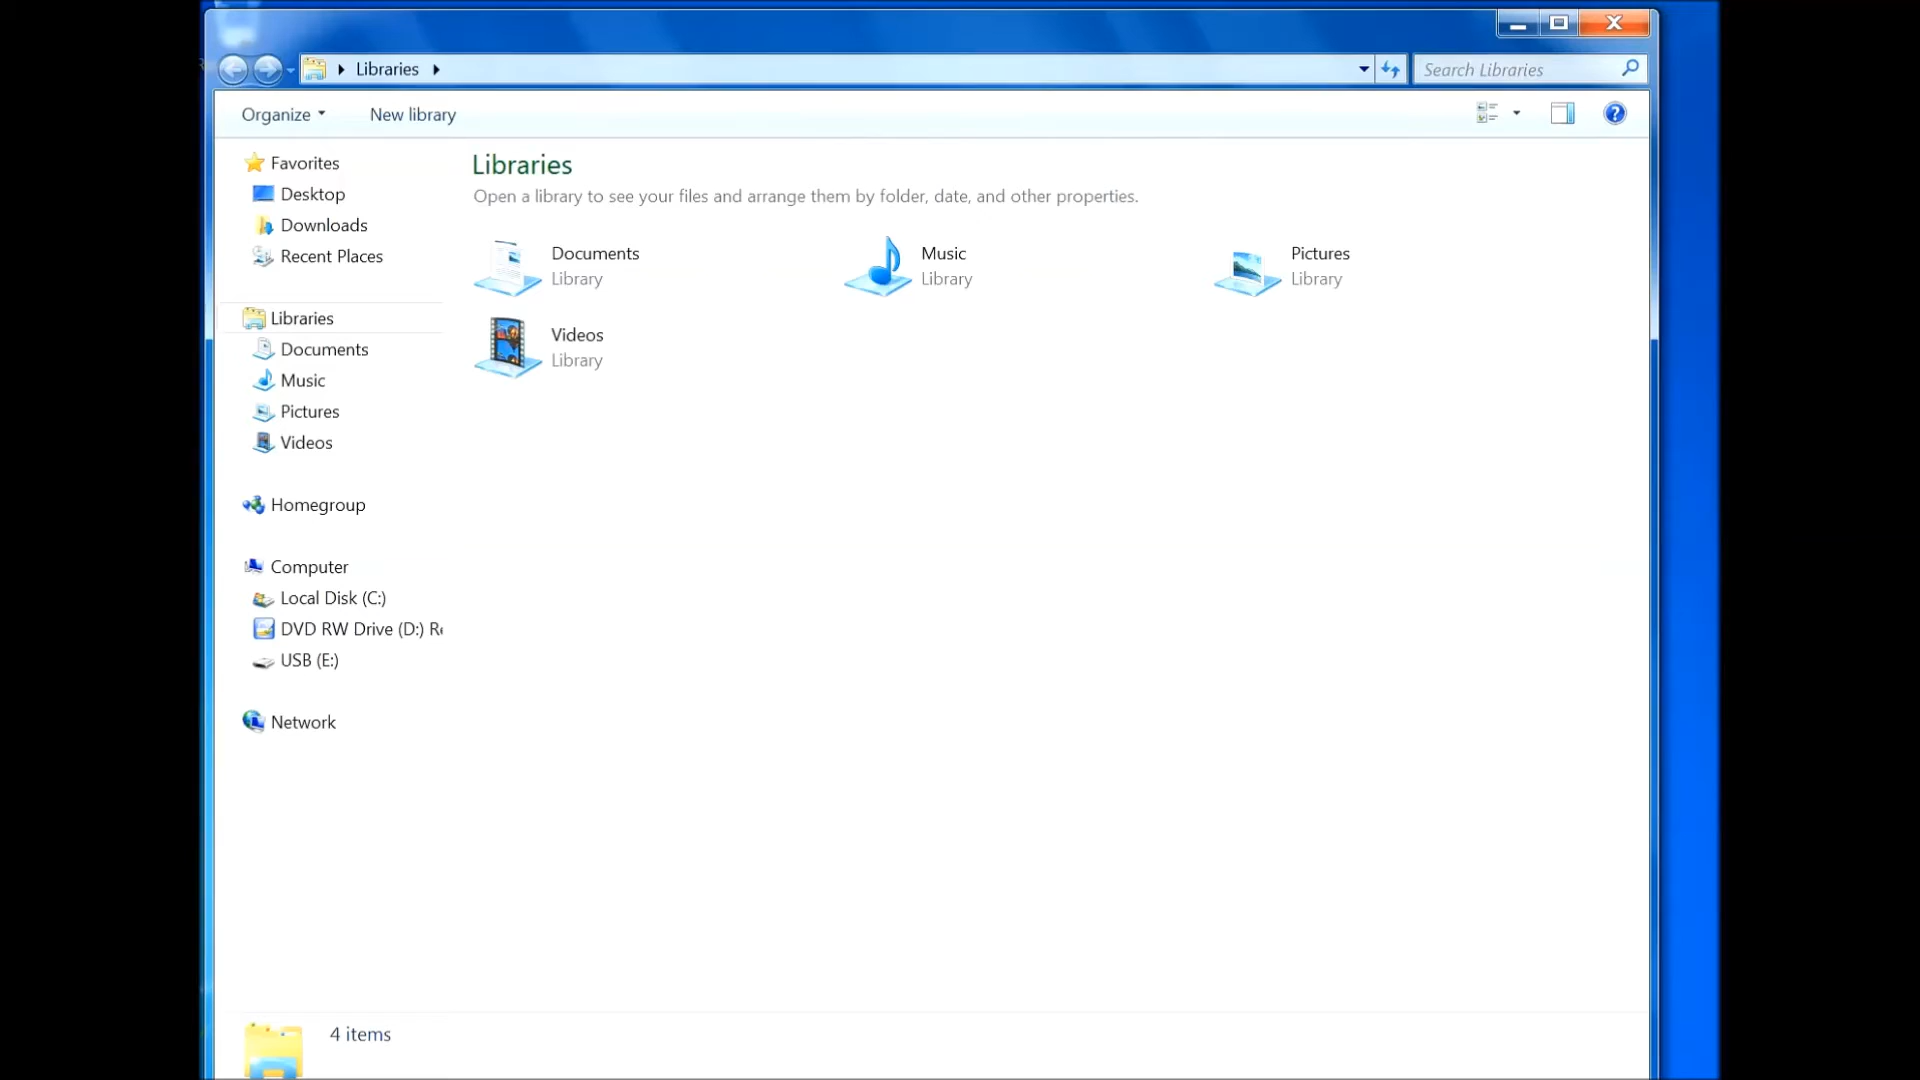 Libraries
Search Libraries
Organize
New library
Favorites
Desktop
Downloads
Recent Places
Libraries
Documents
Music
Pictures
Videos
Homegroup
Computer
Local Disk (C:)
DVD RW Drive (D:)
USB (E:)
Network
Libraries
Open a library to see your files and arrange them by folder, date, and other properties.
Documents
Library
Music
Library
Pictures
Library
Videos
Library
4 items